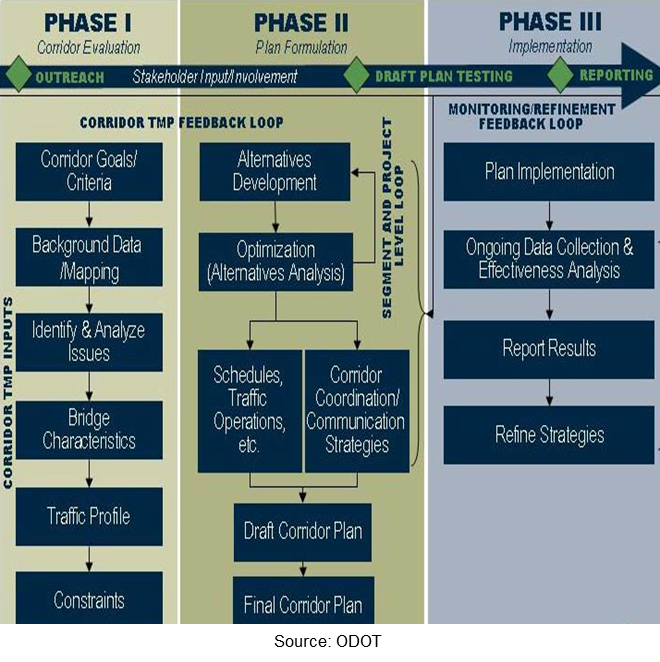 PHASE I
Corridor Evaluation
PHASE II
Plan Formulation
PHASE III
Implementation
OUTREACH
Stakeholder Input/Involvement
DRAFT PLAN TESTING
REPORTING
CORRIDOR TMP FEEDBACK LOOP
MONITORING/REFINEMENT
FEEDBACK LOOP
CORRIDOR TMP INPUTS
Corridor Goals/
Criteria
Background Data
/Mapping
Identify & Analyze
Issues
Bridge
Characteristics
Traffic Profile
Constraints
Alternatives
Development
Optimization
(Alternatives Analysis)
SEGMENT AND PROJECT
LEVEL LOOP
Schedules,
Traffic
Operations,
etc.
Corridor
Coordination/
Communication
Strategies
Draft Corridor Plan
Final Corridor Plan
Plan Implementation
Ongoing Data Collection &
Effectiveness Analysis
Report Results
Refine Strategies
Source: ODOT